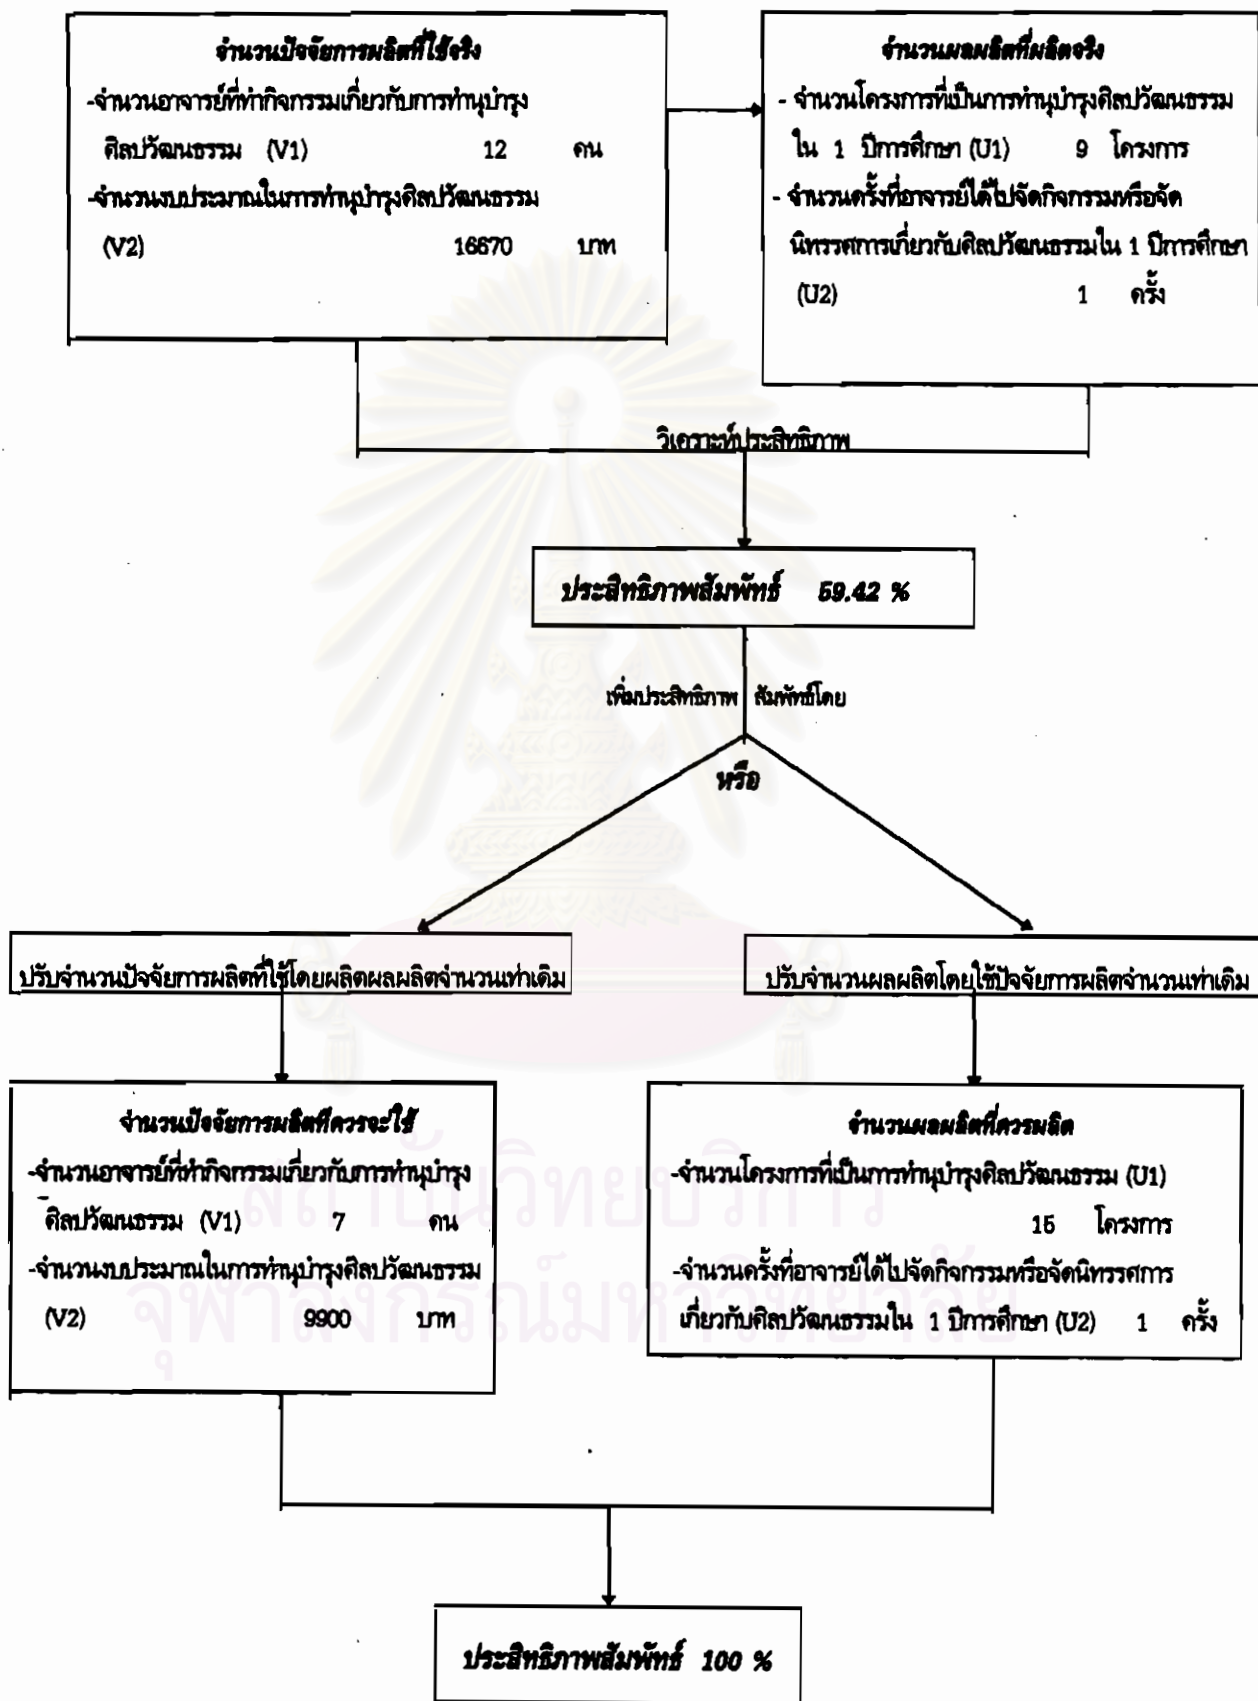 จำนวนปัจจัยการผลิตที่ใช้จริง
-จำนวนอาจารย์ที่ทำกิจกรรมเกี่ยวกับการทำนุบำรุง
ศิลปวัฒนธรรม (V1) 12 คน
-จำนวนงบประมาณในการทำนุบำรุงศิลปวัฒนธรรม
(V2) 16670 บาท
จำนวนผลผลิตที่ผลิตจริง
- จำนวนโครงการที่เป็นการทำนุบำรุงศิลปวัฒนธรรม
ใน 1 ปีการศึกษา (U1) 9 โครงการ
- จำนวนครั้งที่อาจารย์ได้ไปจัดกิจกรรมหรือจัด
นิทรรศการเกี่ยวกับศิลปวัฒนธรรมใน 1 ปีการศึกษา
(U2) 1 ครั้ง
วิเคราะห์ประสิทธิภาพ
ประสิทธิภาพสัมพัทธ์ 59.42 %
เพิ่มประสิทธิภาพ สัมพัทธ์โดย
หรือ
ปรับจำนวนปัจจัยการผลิตที่ใช้โดยผลิตผลผลิตจำนวนเท่าเดิม
ปรับจำนวนผลผลิตโดยใช้ปัจจัยการผลิตจำนวนเท่าเดิม
จำนวนปัจจัยการผลิตที่ควรจะใช้
-จำนวนอาจารย์ที่ทำกิจกรรมเกี่ยวกับการทำนุบำรุง
ศิลปวัฒนธรรม (V1) 7 คน
-จำนวนงบประมาณในการทำนุบำรุงศิลปวัฒนธรรม
(V2) 9900 บาท
จำนวนผลผลิตที่ควรผลิต
-จำนวนโครงการที่เป็นการทำนุบำรุงศิลปวัฒนธรรม (U1)
15 โครงการ
-จำนวนครั้งที่อาจารย์ได้ไปจัดกิจกรรมหรือจัดนิทรรศการ
เกี่ยวกับศิลปวัฒนธรรมใน 1 ปีการศึกษา (U2) 1 ครั้ง
สถาบันวิทยบริการ
จุฬาลงกรณ์มหาวิทยาลัย
ประสิทธิภาพสัมพัทธ์ 100 %